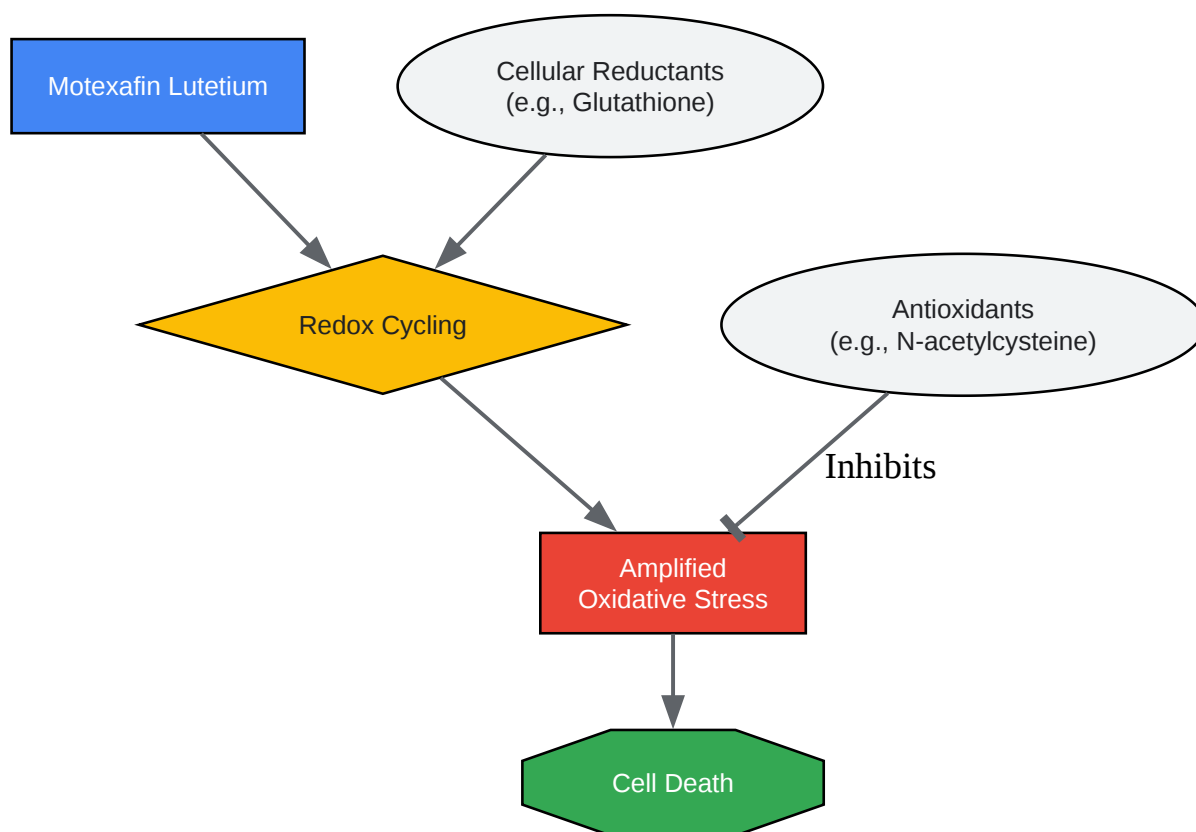 Motexafin Lutetium
Cellular Reductants
(e.g., Glutathione)
Redox Cycling
Antioxidants
(e.g., N-acetylcysteine)
Inhibits
Amplified
Oxidative Stress
Cell Death